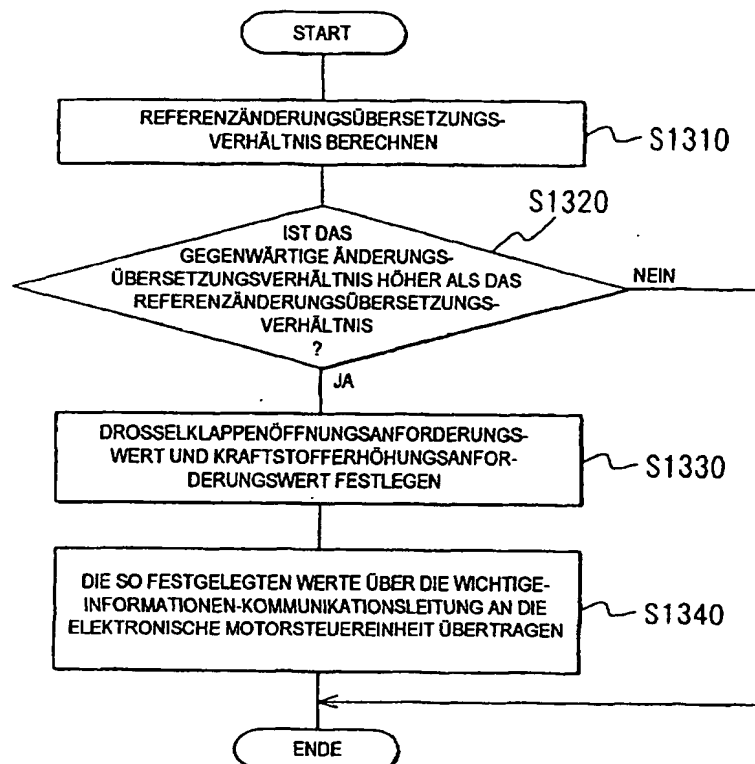 START
REFERENZÄNDERUNGSÜBERSETZUNGS-
VERHÄLTNIS BERECHNEN
S1310
S1320
IST DAS
GEGENWÄRTIGE ÄNDERUNGS-
ÜBERSETZUNGSVERHÄLTNIS HÖHER ALS DAS
REFERENZÄNDERUNGSÜBERSETZUNGS-
VERHÄLTNIS
?
NEIN
JA
DROSSELKLAPPENÖFFNUNGSANFORDERUNGS-
WERT UND KRAFTSTOFFERHÖHUNGSANFOR-
DERUNGSWERT FESTLEGEN
S1330
DIE SO FESTGELEGTEN WERTE ÜBER DIE WICHTIGE-
INFORMATIONEN-KOMMUNIKATIONSLEITUNG AN DIE
ELEKTRONISCHE MOTORSTEUEREINHEIT ÜBERTRAGEN
S1340
ENDE